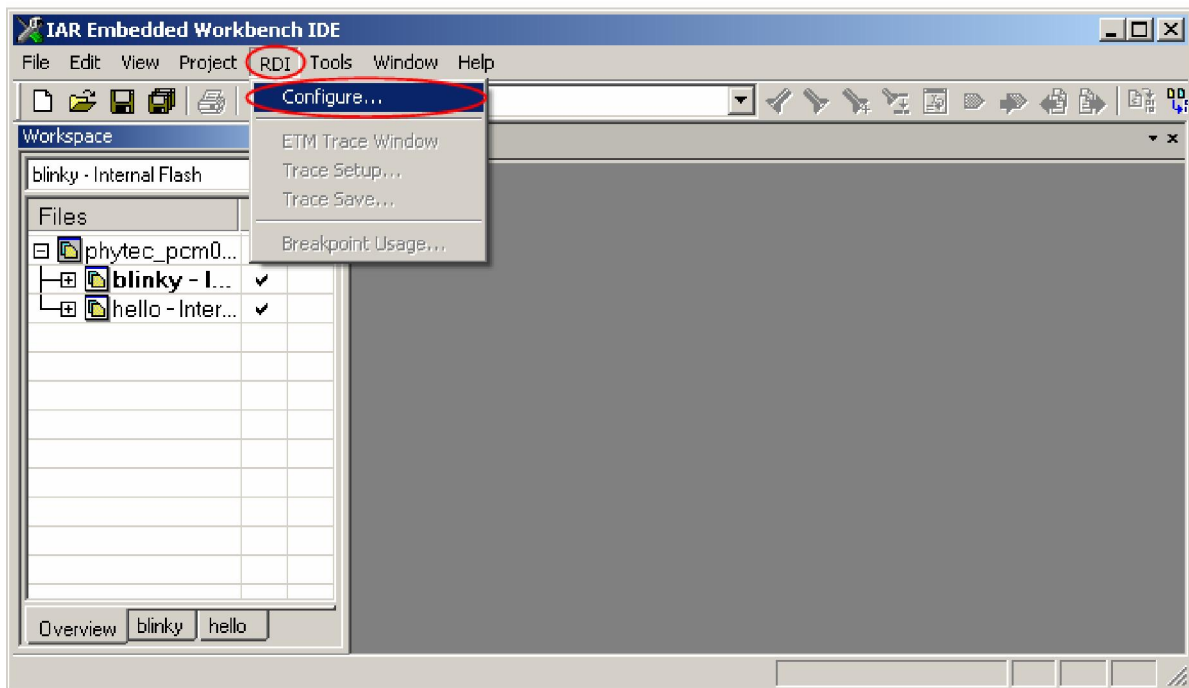 IAR Embedded Workbench IDE
File Edit View Project RDI Tools Window Help
Configure...
ETM Trace Window
Trace Setup...
Trace Save...
Breakpoint Usage...
Workspace
blinky - Internal Flash
Files
phytec_pcm0...
blinky - I...
hello - Inter...
Overview blinky hello